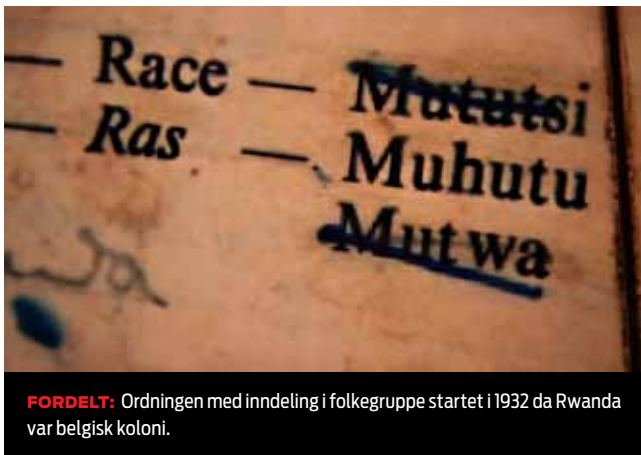 — Race — Mututsi
— Ras — Muhutu
Mutwa
FORDELT: Ordningen med inndeling i folkegruppe startet i 1932 da Rwanda
var belgisk koloni.